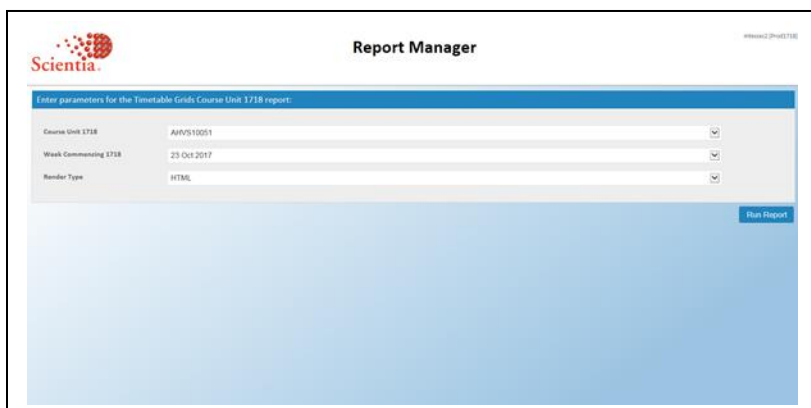 Scientia.
Report Manager
Enter parameters for the Timetable Grids Course Unit 1718 report:
Course Unit 1718 AHVS10051
Week Commencing 1718 23 Oct 2017
Render Type HTML
Run Report